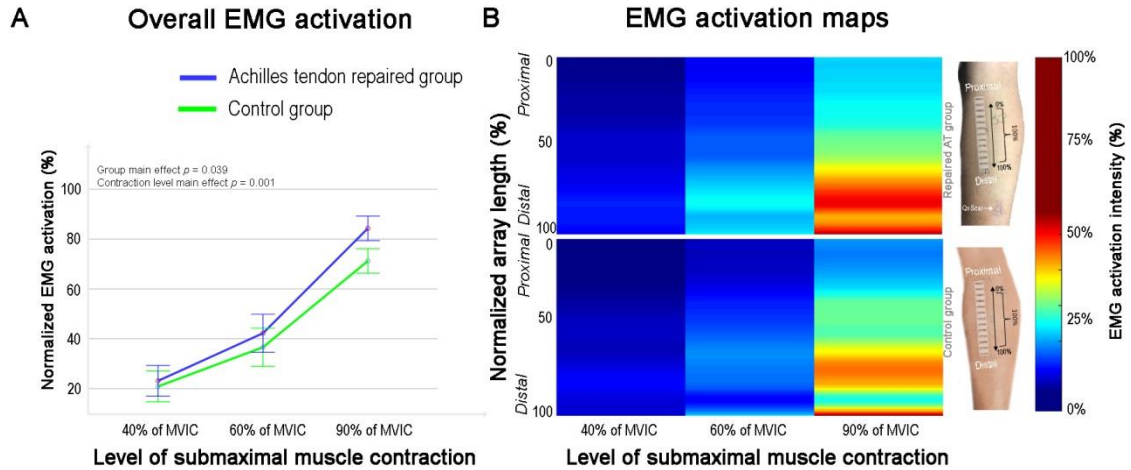 A
Overall EMG activation
Achilles tendon repaired group
Control group
Group main effect p = 0.039
Contraction level main effect p = 0.001
Normalized EMG activation (%)
100
80
60
40
20
40% of MVIC
60% of MVIC
90% of MVIC
Level of submaximal muscle contraction
B
EMG activation maps
Normalized array length (%)
Proximal
Distal
0
50
100
Proximal
Distal
0
50
100
40% of MVIC
60% of MVIC
90% of MVIC
Level of submaximal muscle contraction
Repaired AT group
Proximal
0%
100%
100%
Distal
Control group
Proximal
0%
100%
100%
Distal
100%
75%
50%
25%
0%
EMG activation intensity (%)